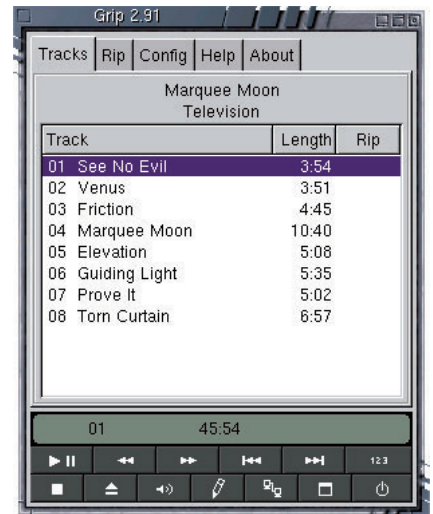 Grip 2.91
Tracks Rip Config Help About
Marquee Moon
Television
Track Length Rip
01 See No Evil 3:54
02 Venus 3:51
03 Friction 4:45
04 Marquee Moon 10:40
05 Elevation 5:08
06 Guiding Light 5:35
07 Prove It 5:02
08 Torn Curtain 6:57
01 45:54
123